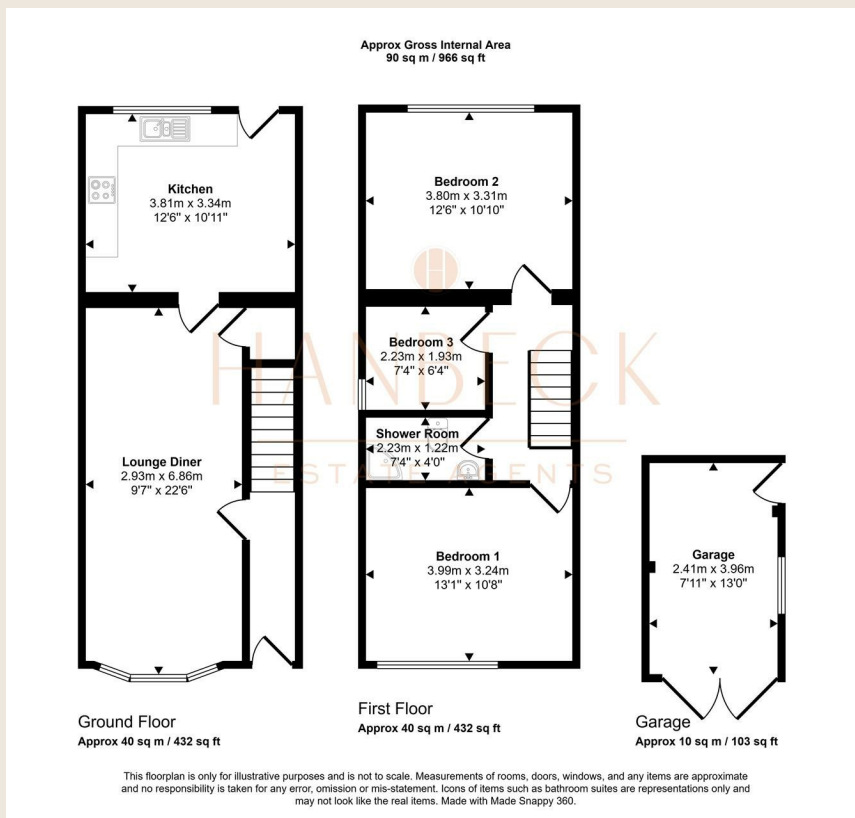 Approx Gross Internal Area
90 sq m / 966 sq ft
Kitchen
3.81m x 3.34m
12'6" x 10'11"
Lounge Diner
2.93m x 6.86m
9'7" x 22'6"
Ground Floor
Approx 40 sq m / 432 sq ft
Bedroom 2
3.80m x 3.31m
12'6" x 10'10"
Bedroom 3
2.23m x 1.93m
7'4" x 6'4"
Shower Room
2.23m x 1.22m
7'4" x 4'0"
Bedroom 1
3.99m x 3.24m
13'1" x 10'8"
First Floor
Approx 40 sq m / 432 sq ft
Garage
2.41m x 3.96m
7'11" x 13'0"
Garage
Approx 10 sq m / 103 sq ft
HANBECK
ESTATE AGENTS
This floorplan is only for illustrative purposes and is not to scale. Measurements of rooms, doors, windows, and any items are approximate
and no responsibility is taken for any error, omission or mis-statement. Icons of items such as bathroom suites are representations only and
may not look like the real items. Made with Made Snappy 360.